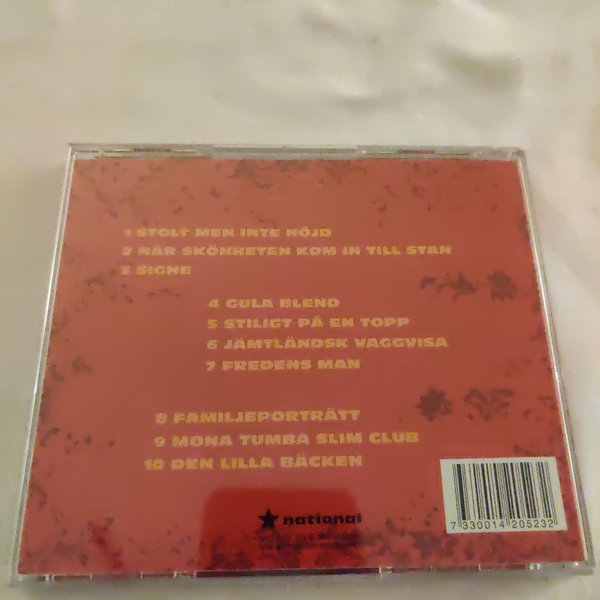 1 STOLT MEN INTE NÖJD
2 NÄR SKÖNHETEN KOM IN TILL STAN
3 SIGNE
4 GULA BLEND
5 STILIGT PÅ EN TOPP
6 JÄMTLÄNDSK VAGGVISA
7 FREDENS MAN
8 FAMILJEPORTRÄTT
9 MONA TUMBA SLIM CLUB
10 DEN LILLA BÄCKEN
national
7 330014 205232